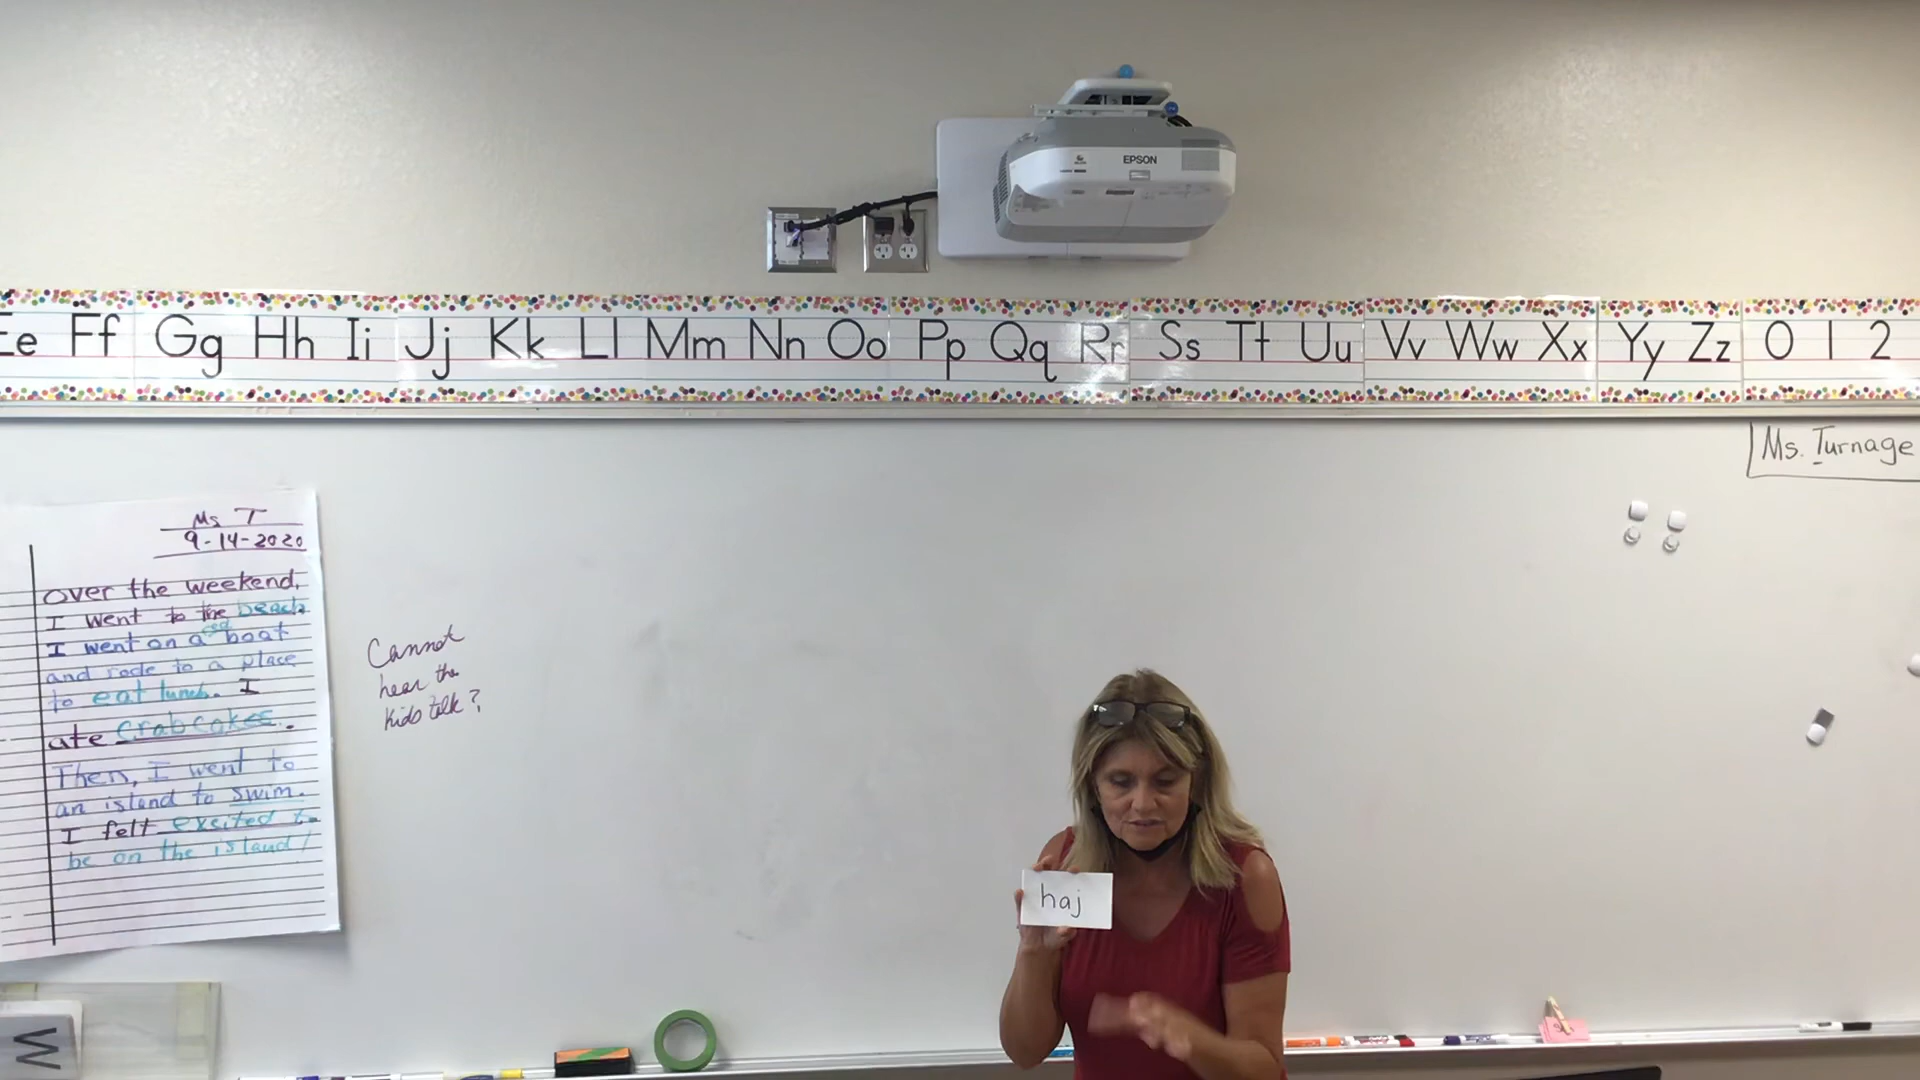 EPSON
Ee Ff Gg Hh Ii Jj Kk Ll Mm Nn Oo Pp Qq Rr Ss Tt Uu Vv Ww Xx Yy Zz 0 1 2
Ms. Turnage
Ms T
9-14-2020
Over the weekend,
I went to the beach
I went on a red boat
and rode to a place
to eat lunch. I
ate crabcakes.
Then, I went to
an island to swim.
I felt excited to
be on the island!
Cannot
hear the
kids talk?
haj
W